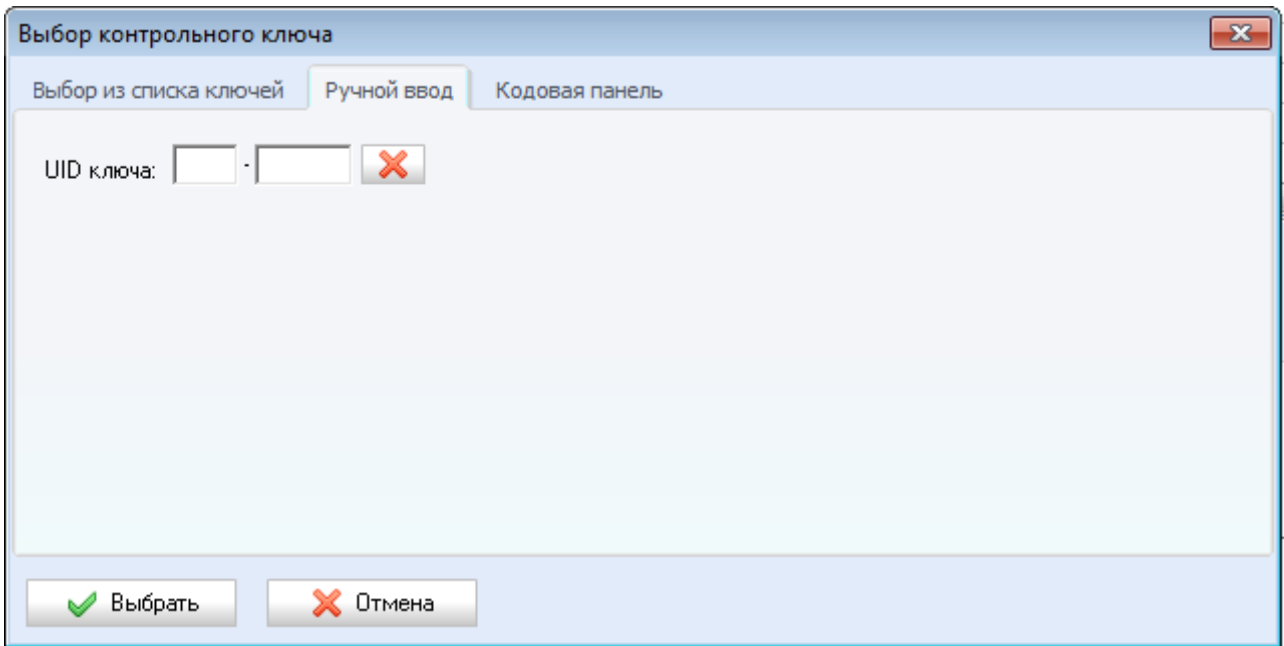 Выбор контрольного ключа
Выбор из списка ключей Ручной ввод Кодовая панель
UID ключа: -
Выбрать Отмена